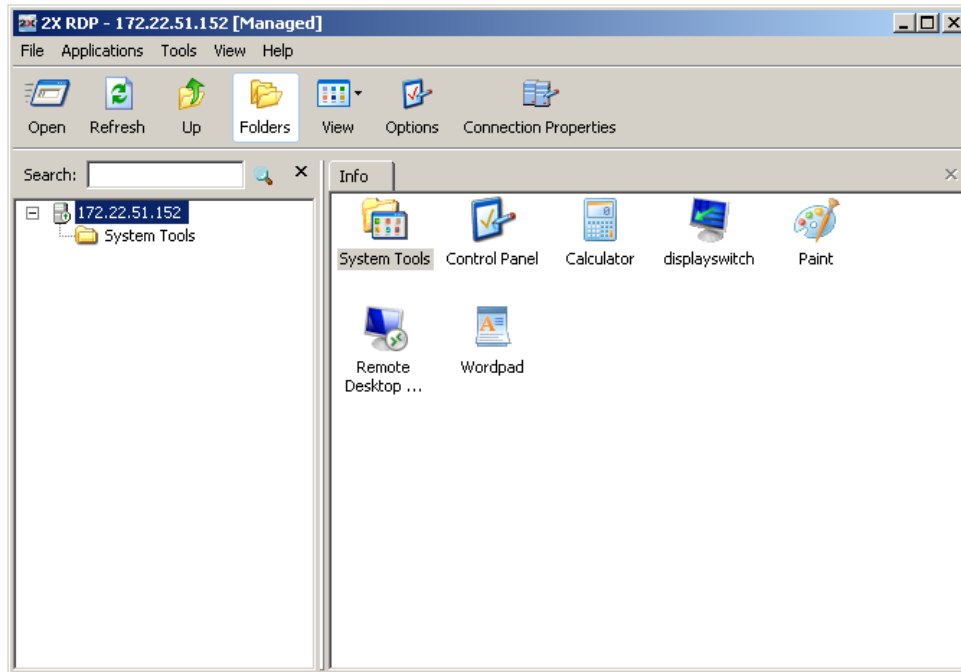 2X RDP - 172.22.51.152 [Managed]
File Applications Tools View Help
Open Refresh Up Folders View Options Connection Properties
Search:
Info
172.22.51.152
System Tools
System Tools Control Panel Calculator displayswitch Paint
Remote Desktop ... Wordpad